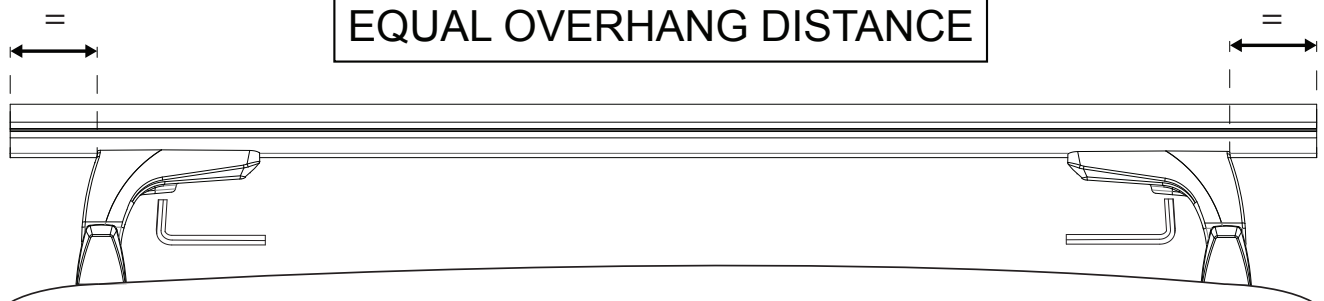 = =
EQUAL OVERHANG DISTANCE